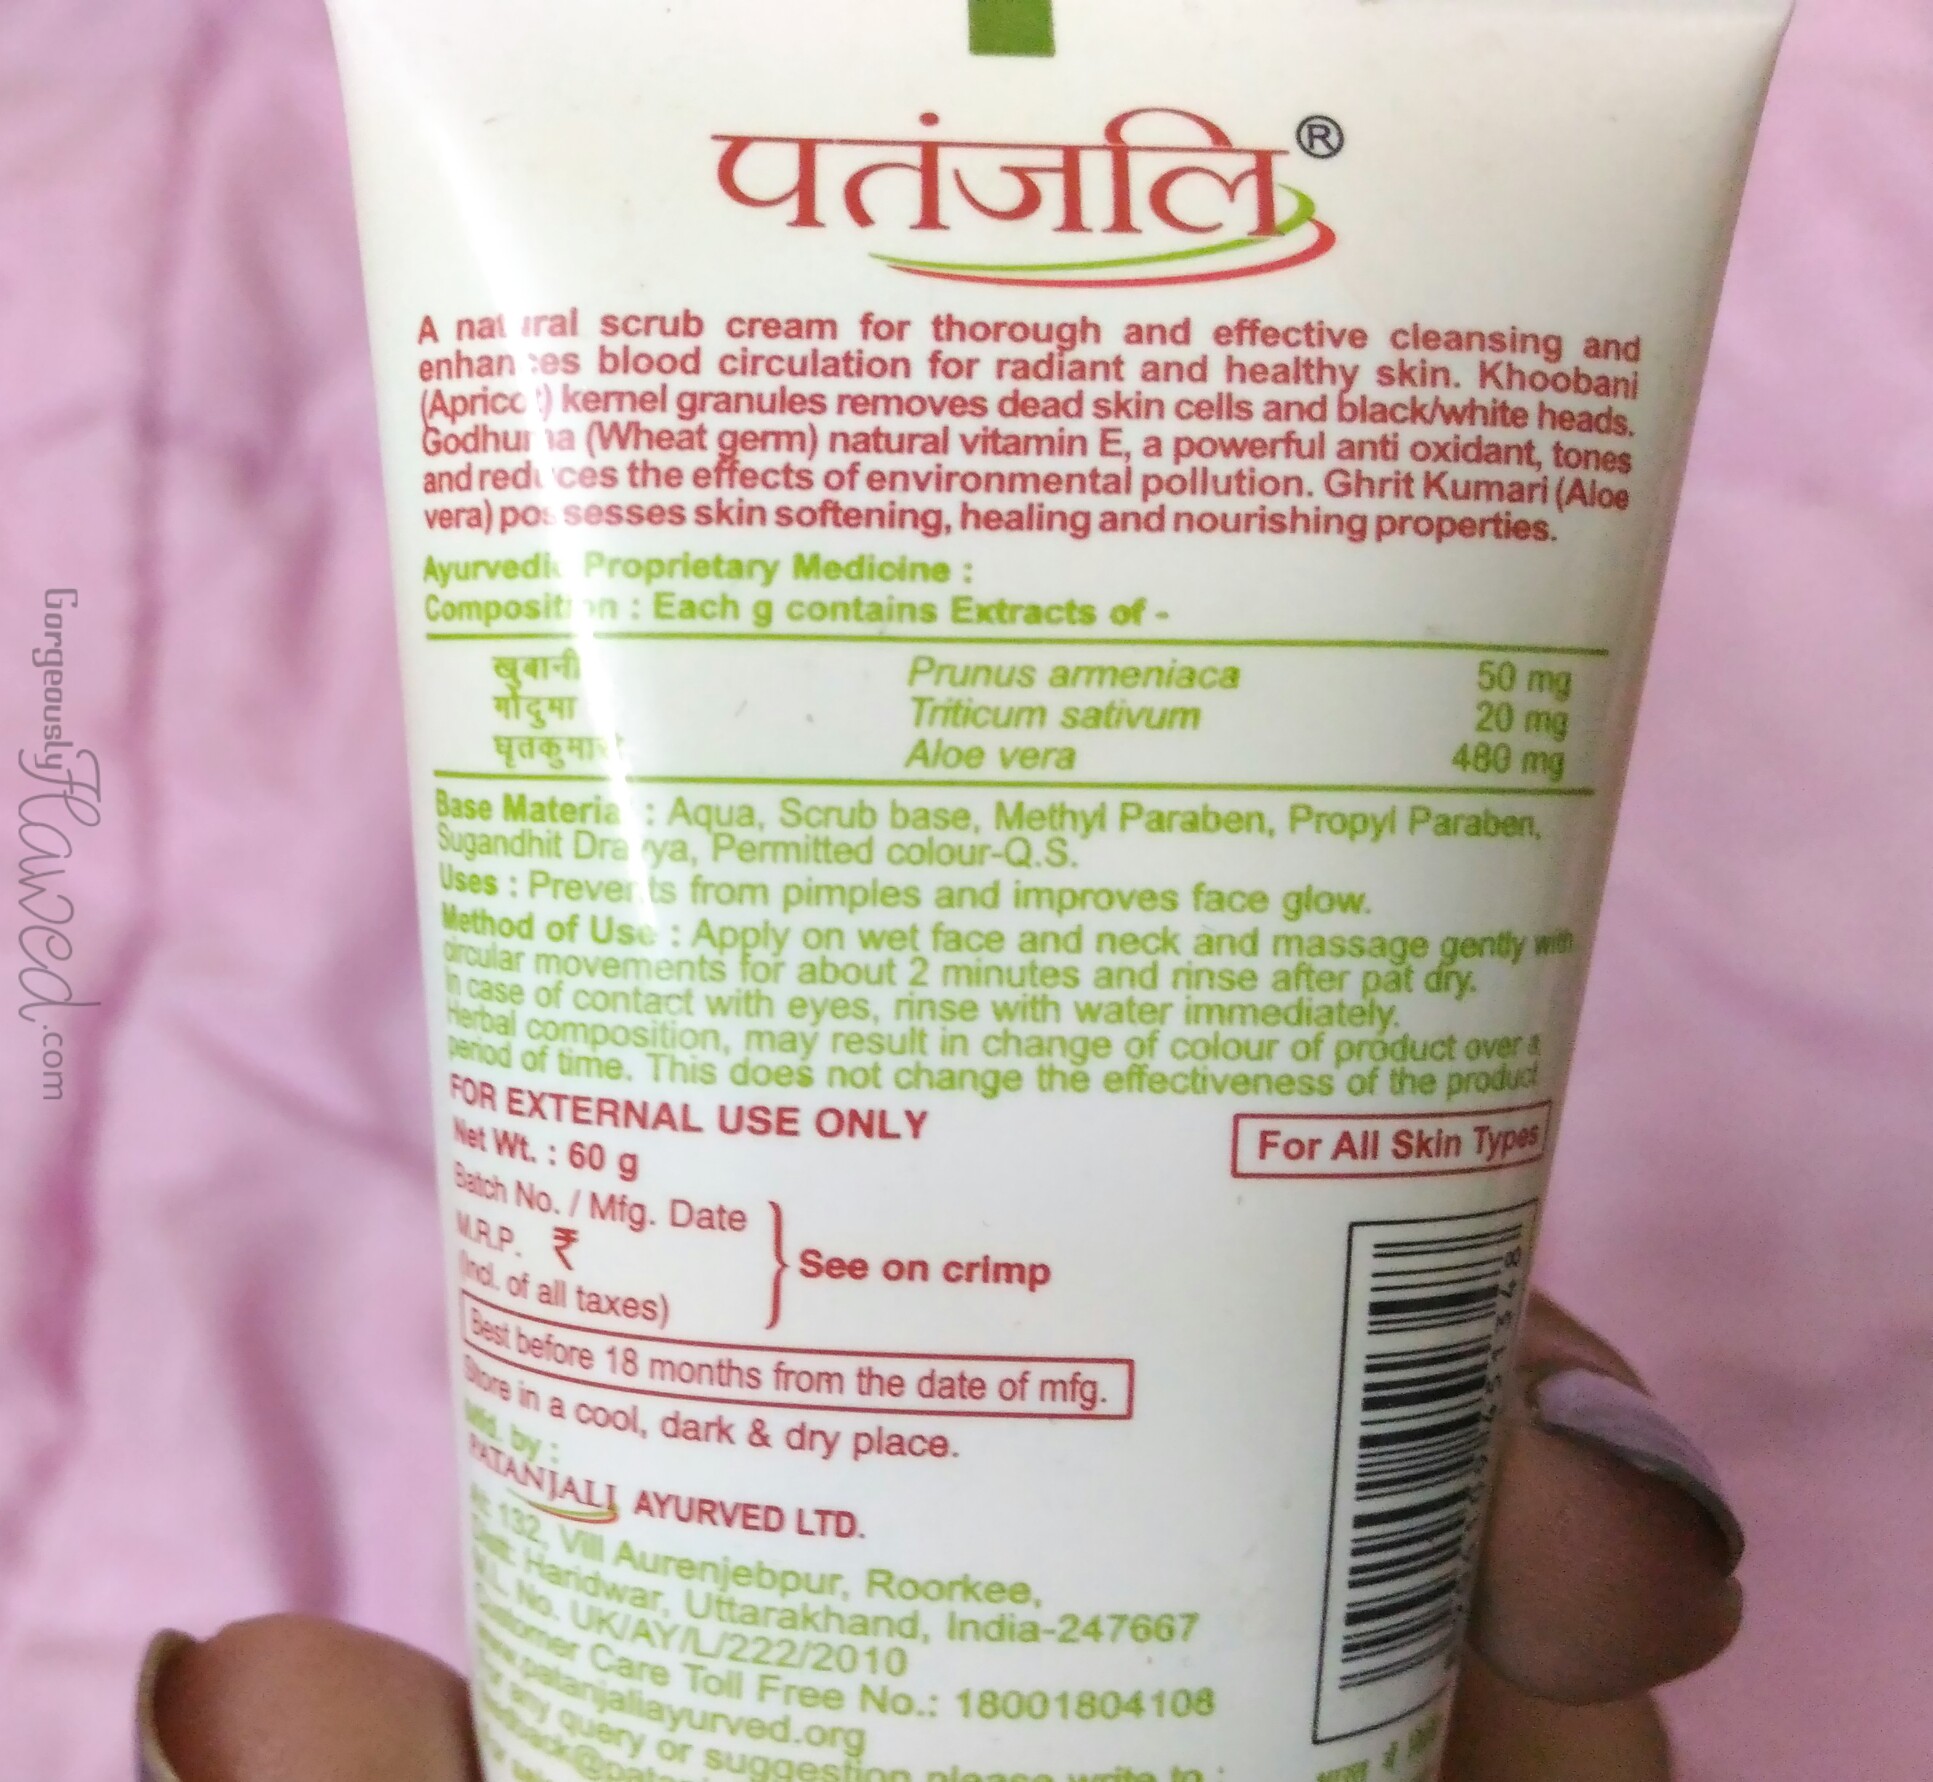 पतंजलि®
A natural scrub cream for thorough and effective cleansing and
enhances blood circulation for radiant and healthy skin. Khoobani
(Apricot) kernel granules removes dead skin cells and black/white heads.
Godhuma (Wheat germ) natural vitamin E, a powerful anti oxidant, tones
and reduces the effects of environmental pollution. Ghrit Kumari (Aloe
vera) possesses skin softening, healing and nourishing properties.
Ayurvedic Proprietary Medicine :
Composition : Each g contains Extracts of -
खुबानी Prunus armeniaca 50 mg
गोदुमा Triticum sativum 20 mg
घृतकुमारी Aloe vera 480 mg
Base Material : Aqua, Scrub base, Methyl Paraben, Propyl Paraben,
Sugandhit Dravya, Permitted colour-Q.S.
Uses : Prevents from pimples and improves face glow.
Method of Use : Apply on wet face and neck and massage gently with
circular movements for about 2 minutes and rinse after pat dry.
In case of contact with eyes, rinse with water immediately.
Herbal composition, may result in change of colour of product over a
period of time. This does not change the effectiveness of the product
FOR EXTERNAL USE ONLY
For All Skin Types
Net Wt. : 60 g
Batch No. / Mfg. Date
M.R.P. ₹
(Incl. of all taxes)
See on crimp
Best before 18 months from the date of mfg.
Store in a cool, dark & dry place.
Mfd. by :
PATANJALI AYURVED LTD.
At: 132, Vill Aurenjebpur, Roorkee,
Distt: Haridwar, Uttarakhand, India-247667
M.L. No. UK/AY/L/222/2010
Customer Care Toll Free No.: 18001804108
www.patanjaliayurved.org
For any query or suggestion please write to :
GorgeouslyFlawed.com